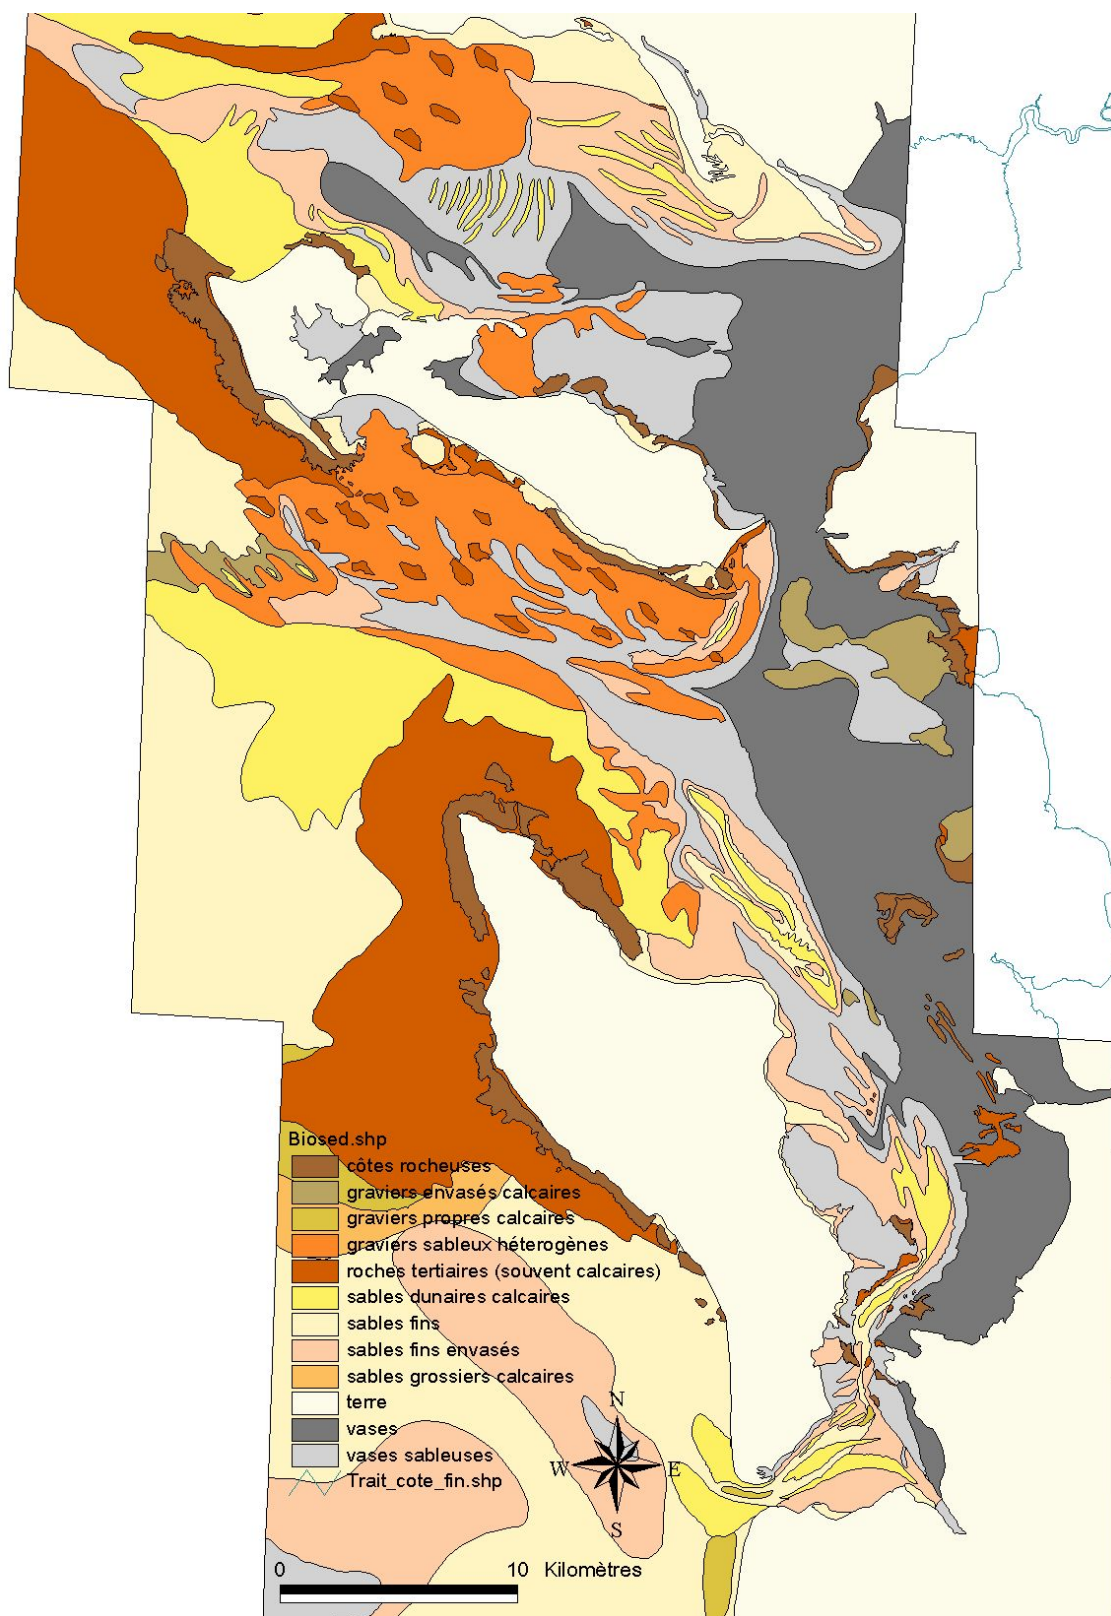 Biosed.shp
côtes rocheuses
graviers envasés calcaires
graviers propres calcaires
graviers sableux hétérogènes
roches tertiaires (souvent calcaires)
sables dunaires calcaires
sables fins
sables fins envasés
sables grossiers calcaires
terre
vases
vases sableuses
Trait_cote_fin.shp
N
W E
S
0 10 Kilomètres